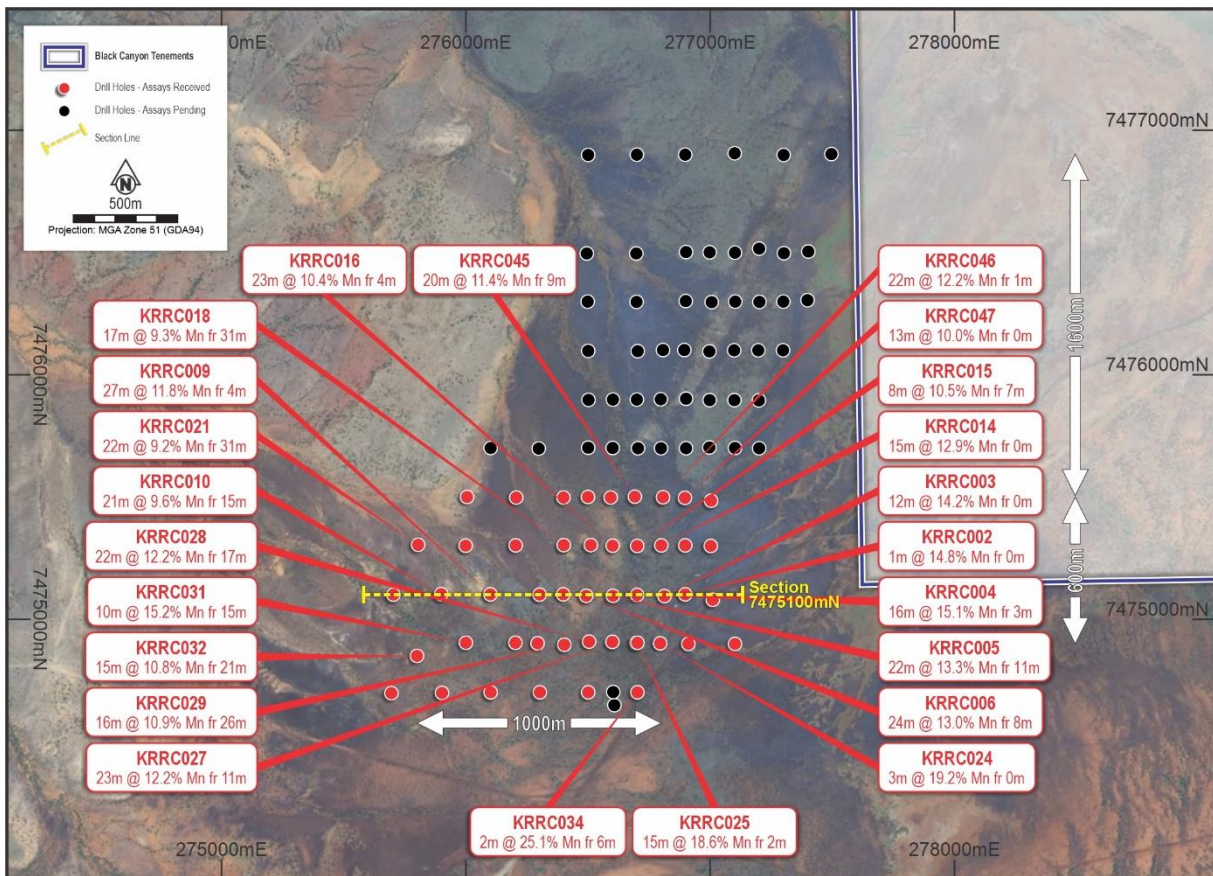 Black Canyon Tenements
Drill Holes - Assays Received
Drill Holes - Assays Pending
Section Line
N
500m
Projection: MGA Zone 51 (GDA94)
276000mE
277000mE
278000mE
7477000mN
7476000mN
7475000mN
7476000mN
7475000mN
275000mE
278000mE
KRRC016
23m @ 10.4% Mn fr 4m
KRRC045
20m @ 11.4% Mn fr 9m
KRRC046
22m @ 12.2% Mn fr 1m
KRRC018
17m @ 9.3% Mn fr 31m
KRRC047
13m @ 10.0% Mn fr 0m
KRRC009
27m @ 11.8% Mn fr 4m
KRRC015
8m @ 10.5% Mn fr 7m
KRRC021
22m @ 9.2% Mn fr 31m
KRRC014
15m @ 12.9% Mn fr 0m
KRRC010
21m @ 9.6% Mn fr 15m
KRRC003
12m @ 14.2% Mn fr 0m
KRRC028
22m @ 12.2% Mn fr 17m
KRRC002
1m @ 14.8% Mn fr 0m
KRRC031
10m @ 15.2% Mn fr 15m
KRRC004
16m @ 15.1% Mn fr 3m
KRRC032
15m @ 10.8% Mn fr 21m
KRRC005
22m @ 13.3% Mn fr 11m
KRRC029
16m @ 10.9% Mn fr 26m
KRRC006
24m @ 13.0% Mn fr 8m
KRRC027
23m @ 12.2% Mn fr 11m
KRRC024
3m @ 19.2% Mn fr 0m
KRRC034
2m @ 25.1% Mn fr 6m
KRRC025
15m @ 18.6% Mn fr 2m
Section
7475100mN
1600m
600m
1000m